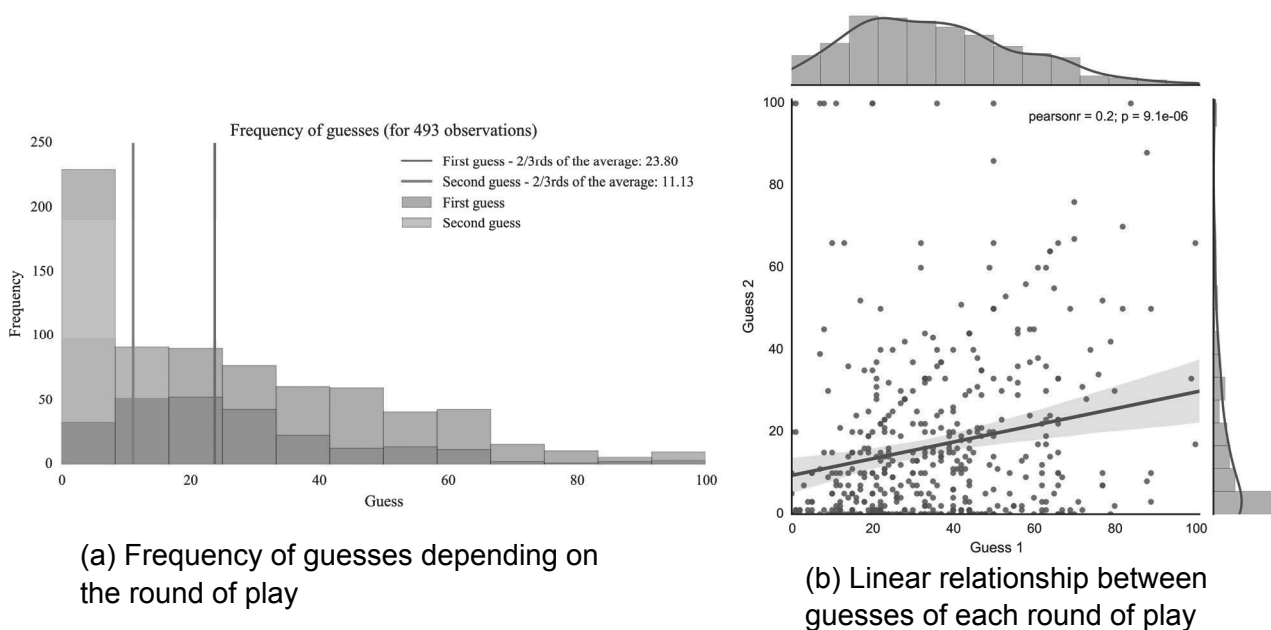 Frequency of guesses (for 493 observations)
250
200
150
100
50
0
Frequency
First guess - 2/3rds of the average: 23.80
Second guess - 2/3rds of the average: 11.13
First guess
Second guess
0 20 40 60 80 100
Guess
(a) Frequency of guesses depending on
the round of play
pearsonr = 0.2; p = 9.1e-06
100
80
60
40
20
0
Guess 2
0 20 40 60 80 100
Guess 1
(b) Linear relationship between
guesses of each round of play